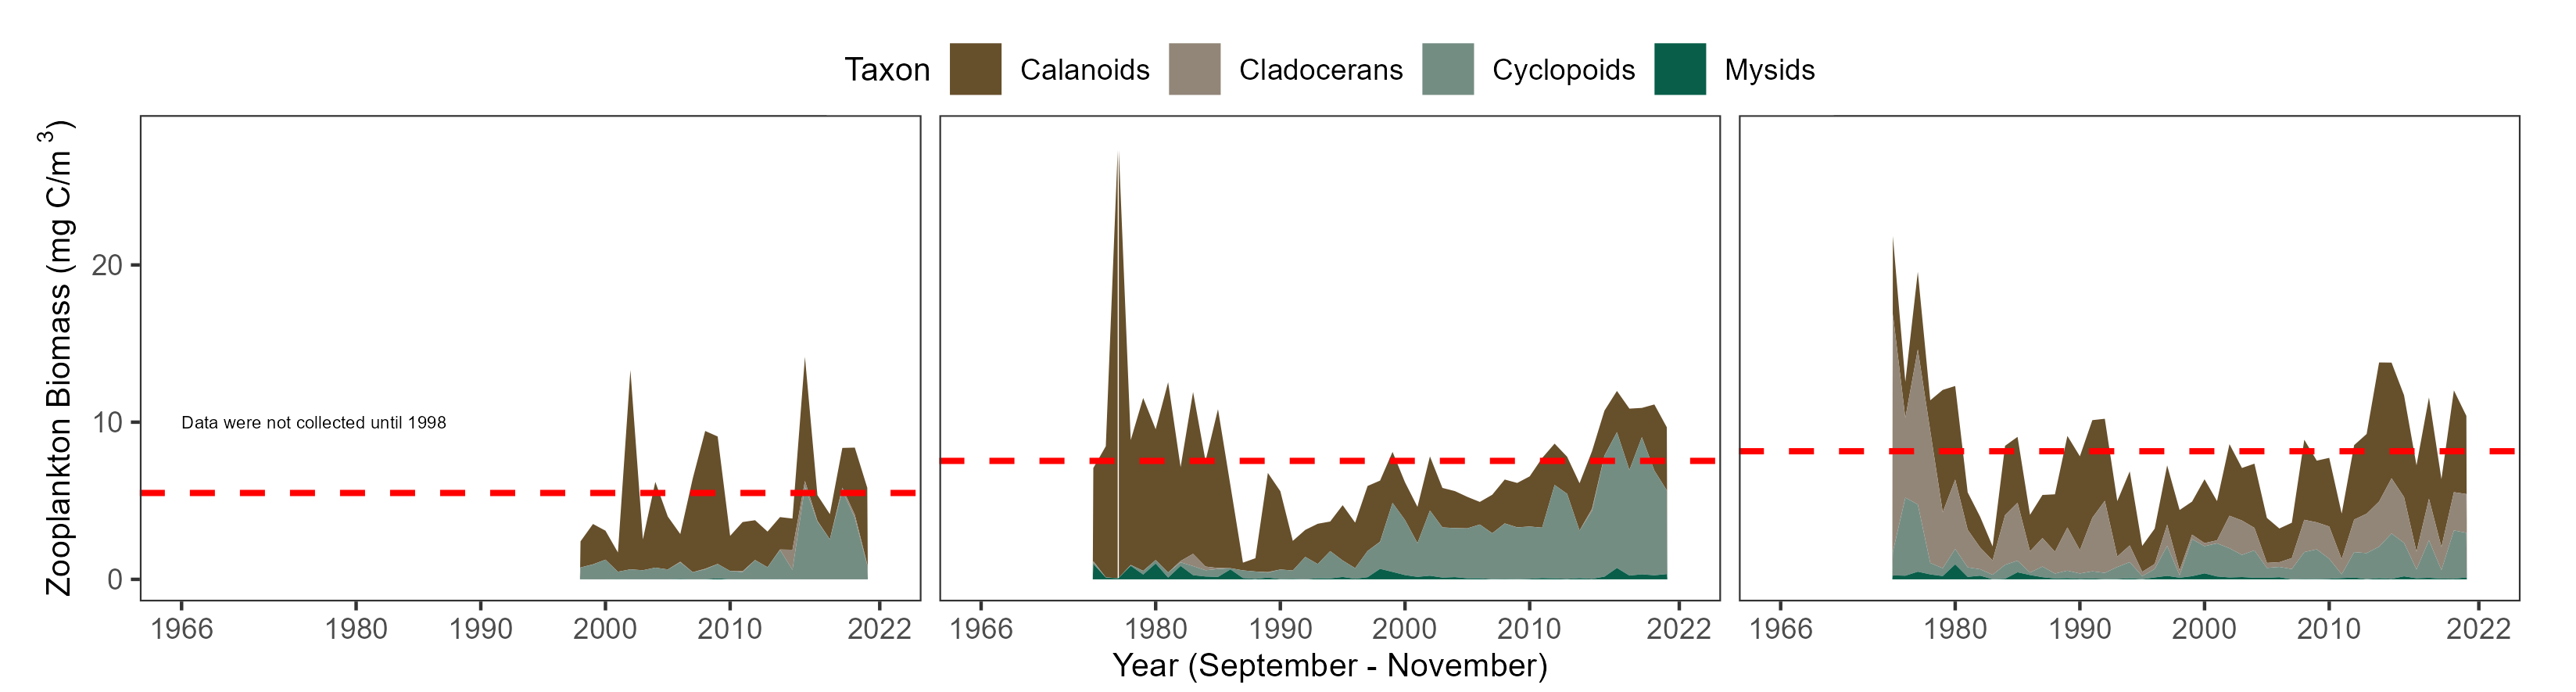 Taxon Calanoids Cladocerans Cyclopoids Mysids
Zooplankton Biomass (mg C/m³)
20
10
0
Data were not collected until 1998
1966 1980 1990 2000 2010 2022 1966 1980 1990 2000 2010 2022 1966 1980 1990 2000 2010 2022
Year (September - November)